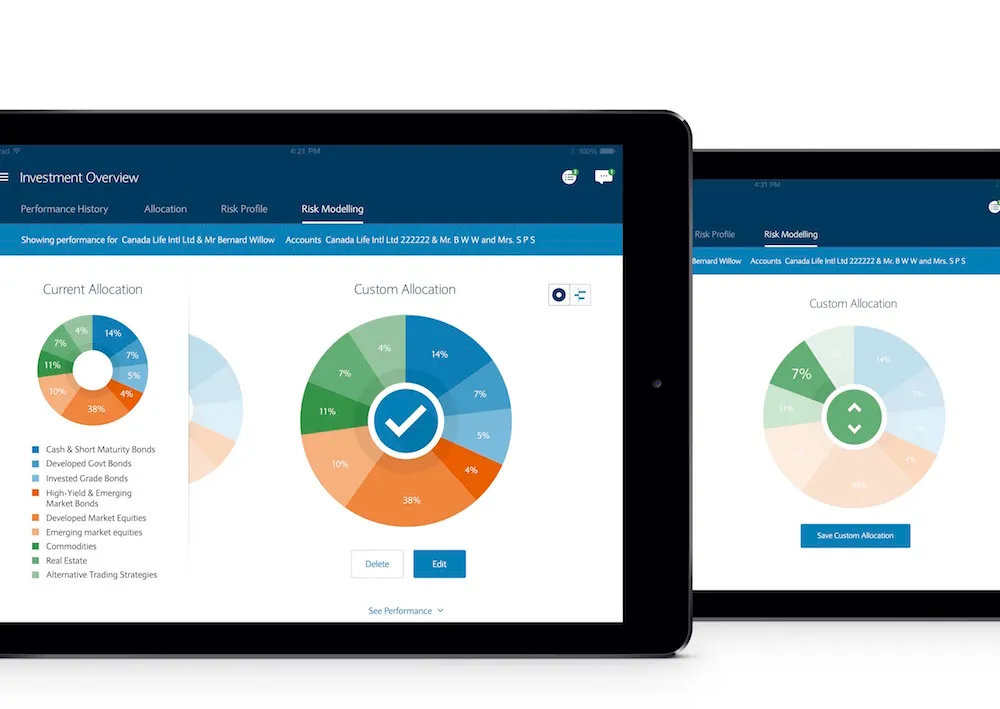 4:21 PM
100%
Investment Overview
Performance History Allocation Risk Profile Risk Modelling
Showing performance for Canada Life Intl Ltd & Mr Bernard Willow Accounts Canada Life Intl Ltd 222222 & Mr. B W W and Mrs. S P S
Current Allocation
14%
7%
5%
4%
38%
10%
11%
7%
4%
Cash & Short Maturity Bonds
Developed Govt Bonds
Invested Grade Bonds
High-Yield & Emerging
Market Bonds
Developed Market Equities
Emerging market equities
Commodities
Real Estate
Alternative Trading Strategies
Custom Allocation
14%
7%
5%
4%
38%
10%
11%
7%
4%
Delete
Edit
See Performance
4:21 PM
Risk Profile Risk Modelling
Bernard Willow Accounts Canada Life Intl Ltd 222222 & Mr. B W W and Mrs. S P S
Custom Allocation
14%
7%
4%
38%
11%
7%
Save Custom Allocation